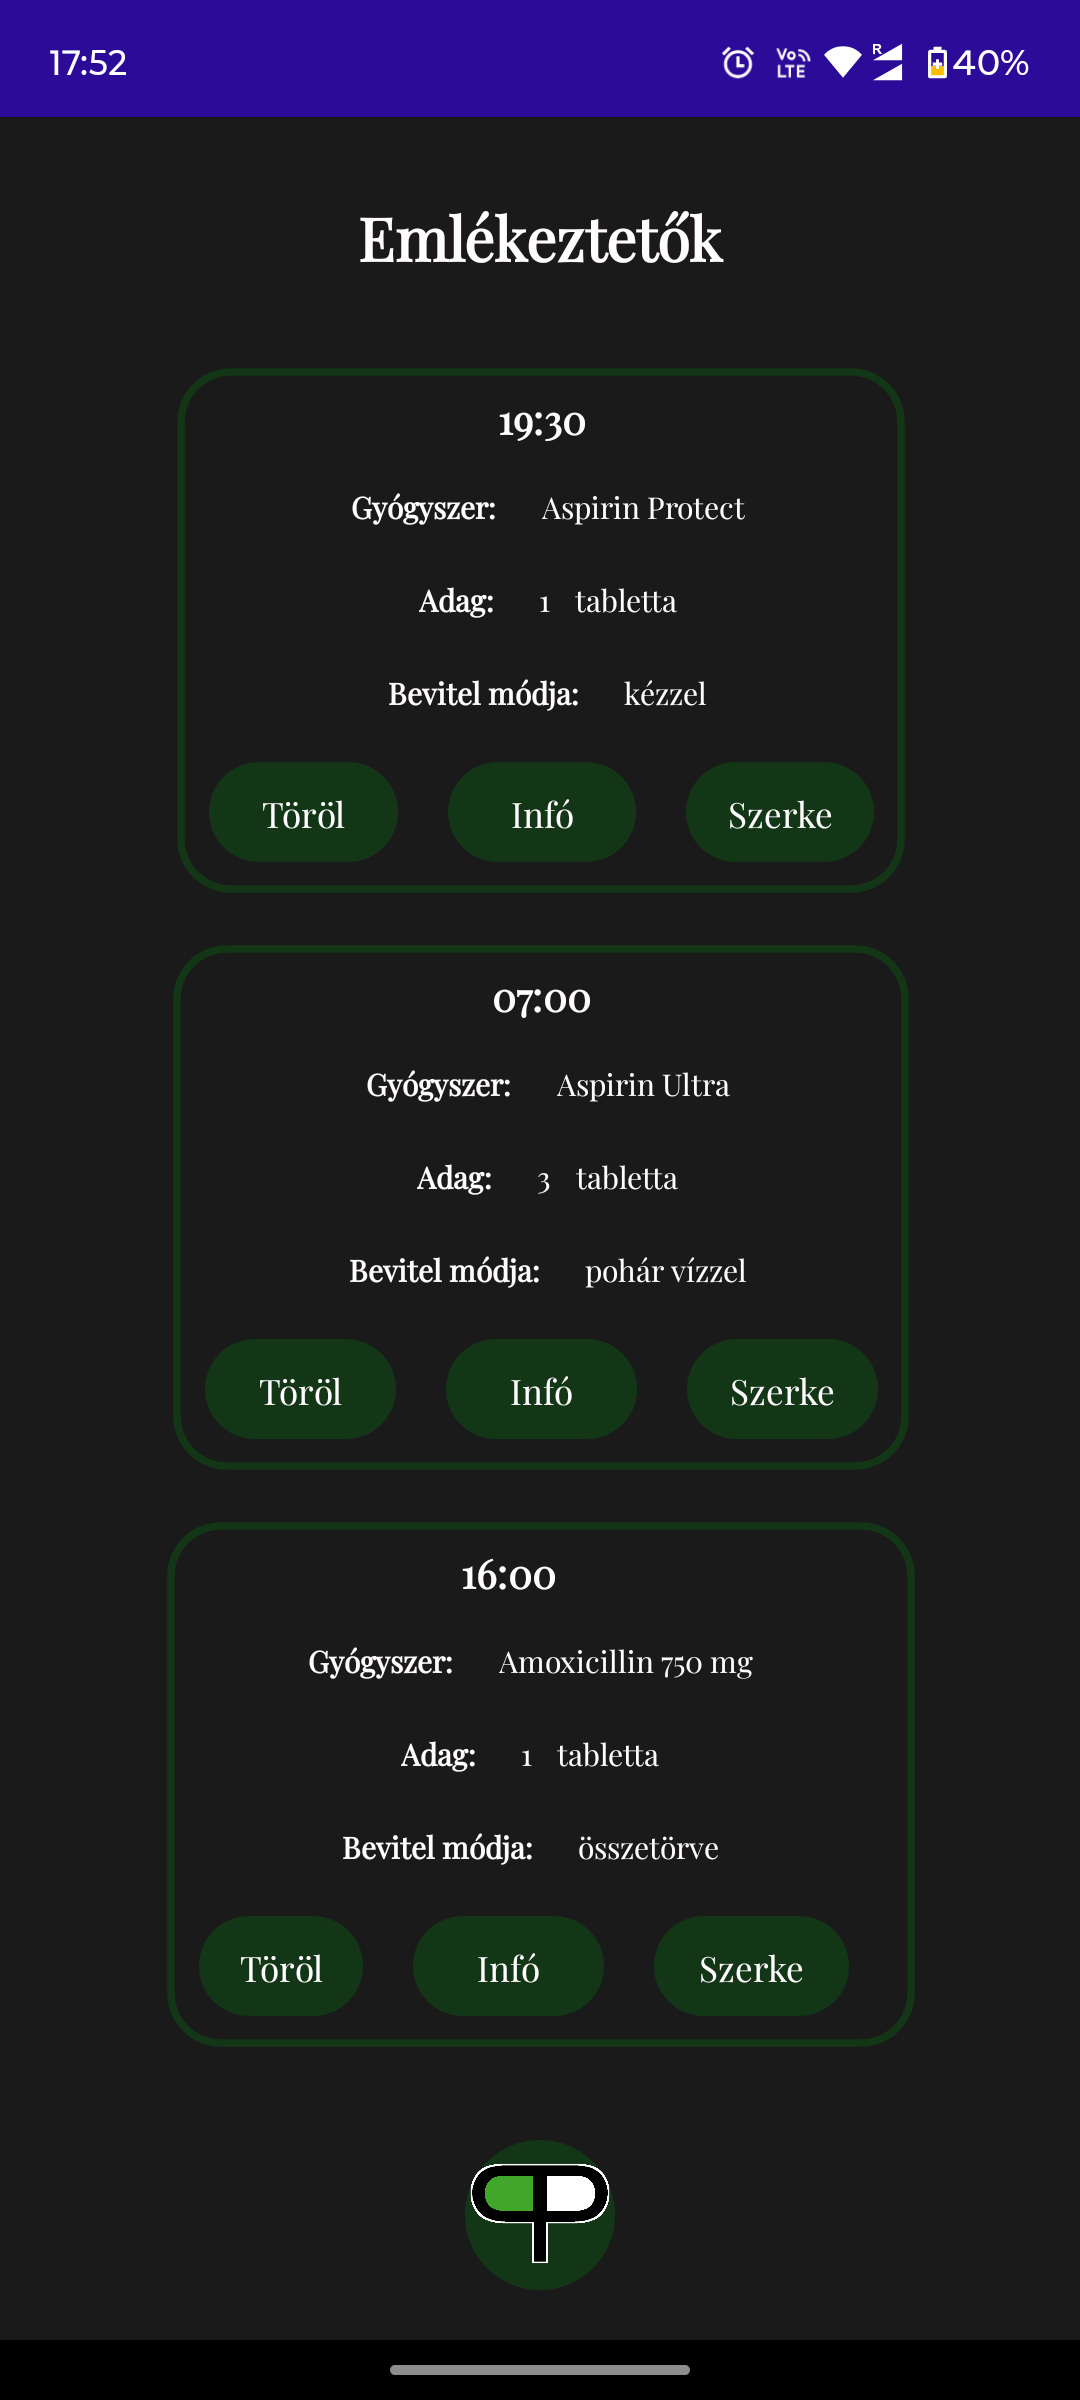 17:52 R Vo LTE 40%
Emlékeztetők
19:30
Gyógyszer: Aspirin Protect
Adag: 1 tabletta
Bevitel módja: kézzel
Töröl Infó Szerke
07:00
Gyógyszer: Aspirin Ultra
Adag: 3 tabletta
Bevitel módja: pohár vízzel
Töröl Infó Szerke
16:00
Gyógyszer: Amoxicillin 750 mg
Adag: 1 tabletta
Bevitel módja: összetörve
Töröl Infó Szerke